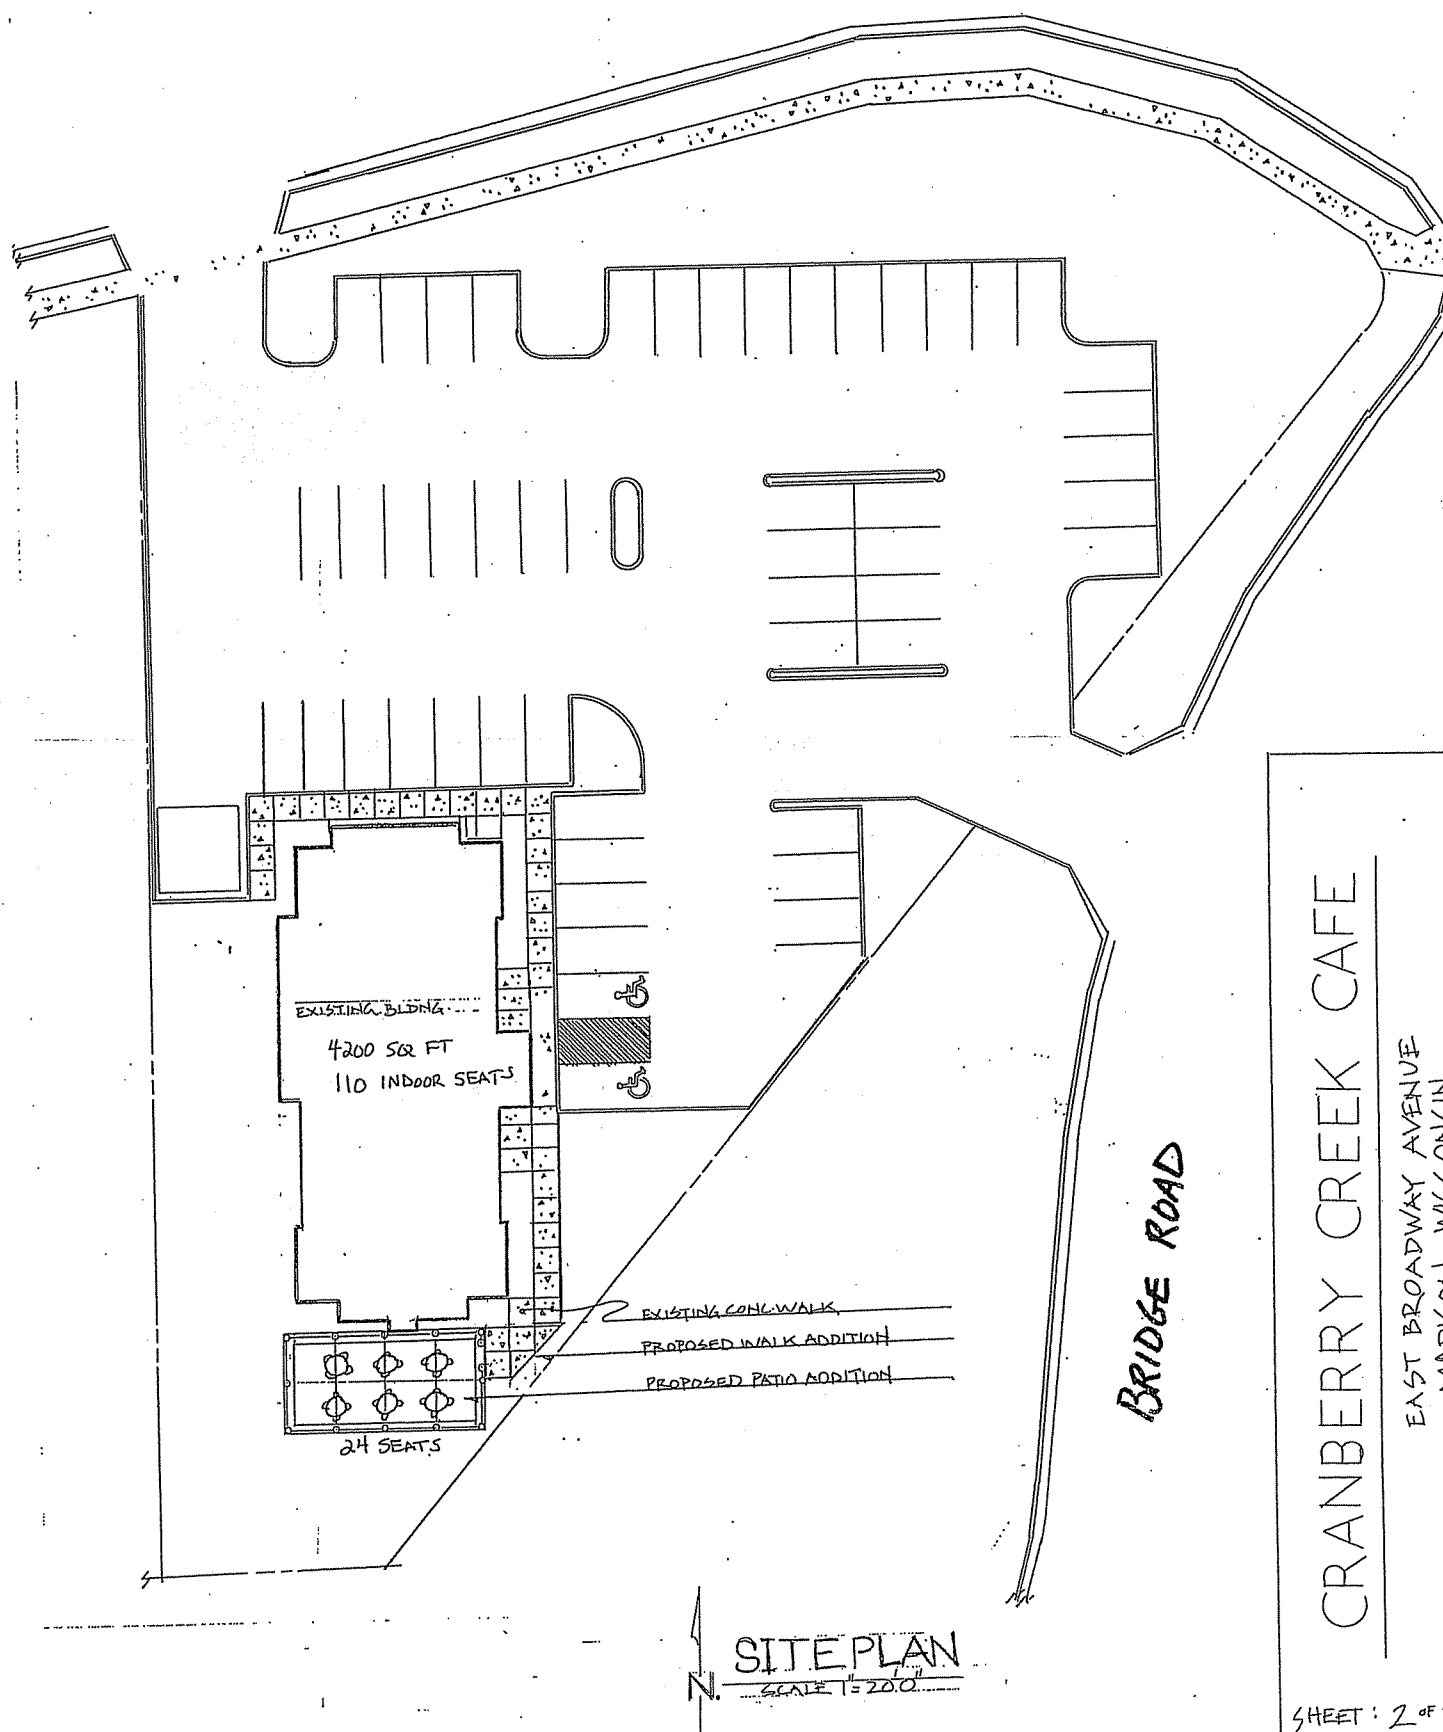 EXISTING BLDNG.
4200 SQ FT
110 INDOOR SEATS
EXISTING CONC. WALK
PROPOSED WALK ADDITION
PROPOSED PATIO ADDITION
24 SEATS
BRIDGE ROAD
N.
SITE PLAN
SCALE 1"=20'0"
CRANBERRY CREEK CAFE
EAST BROADWAY AVENUE
SHEET: 2 OF